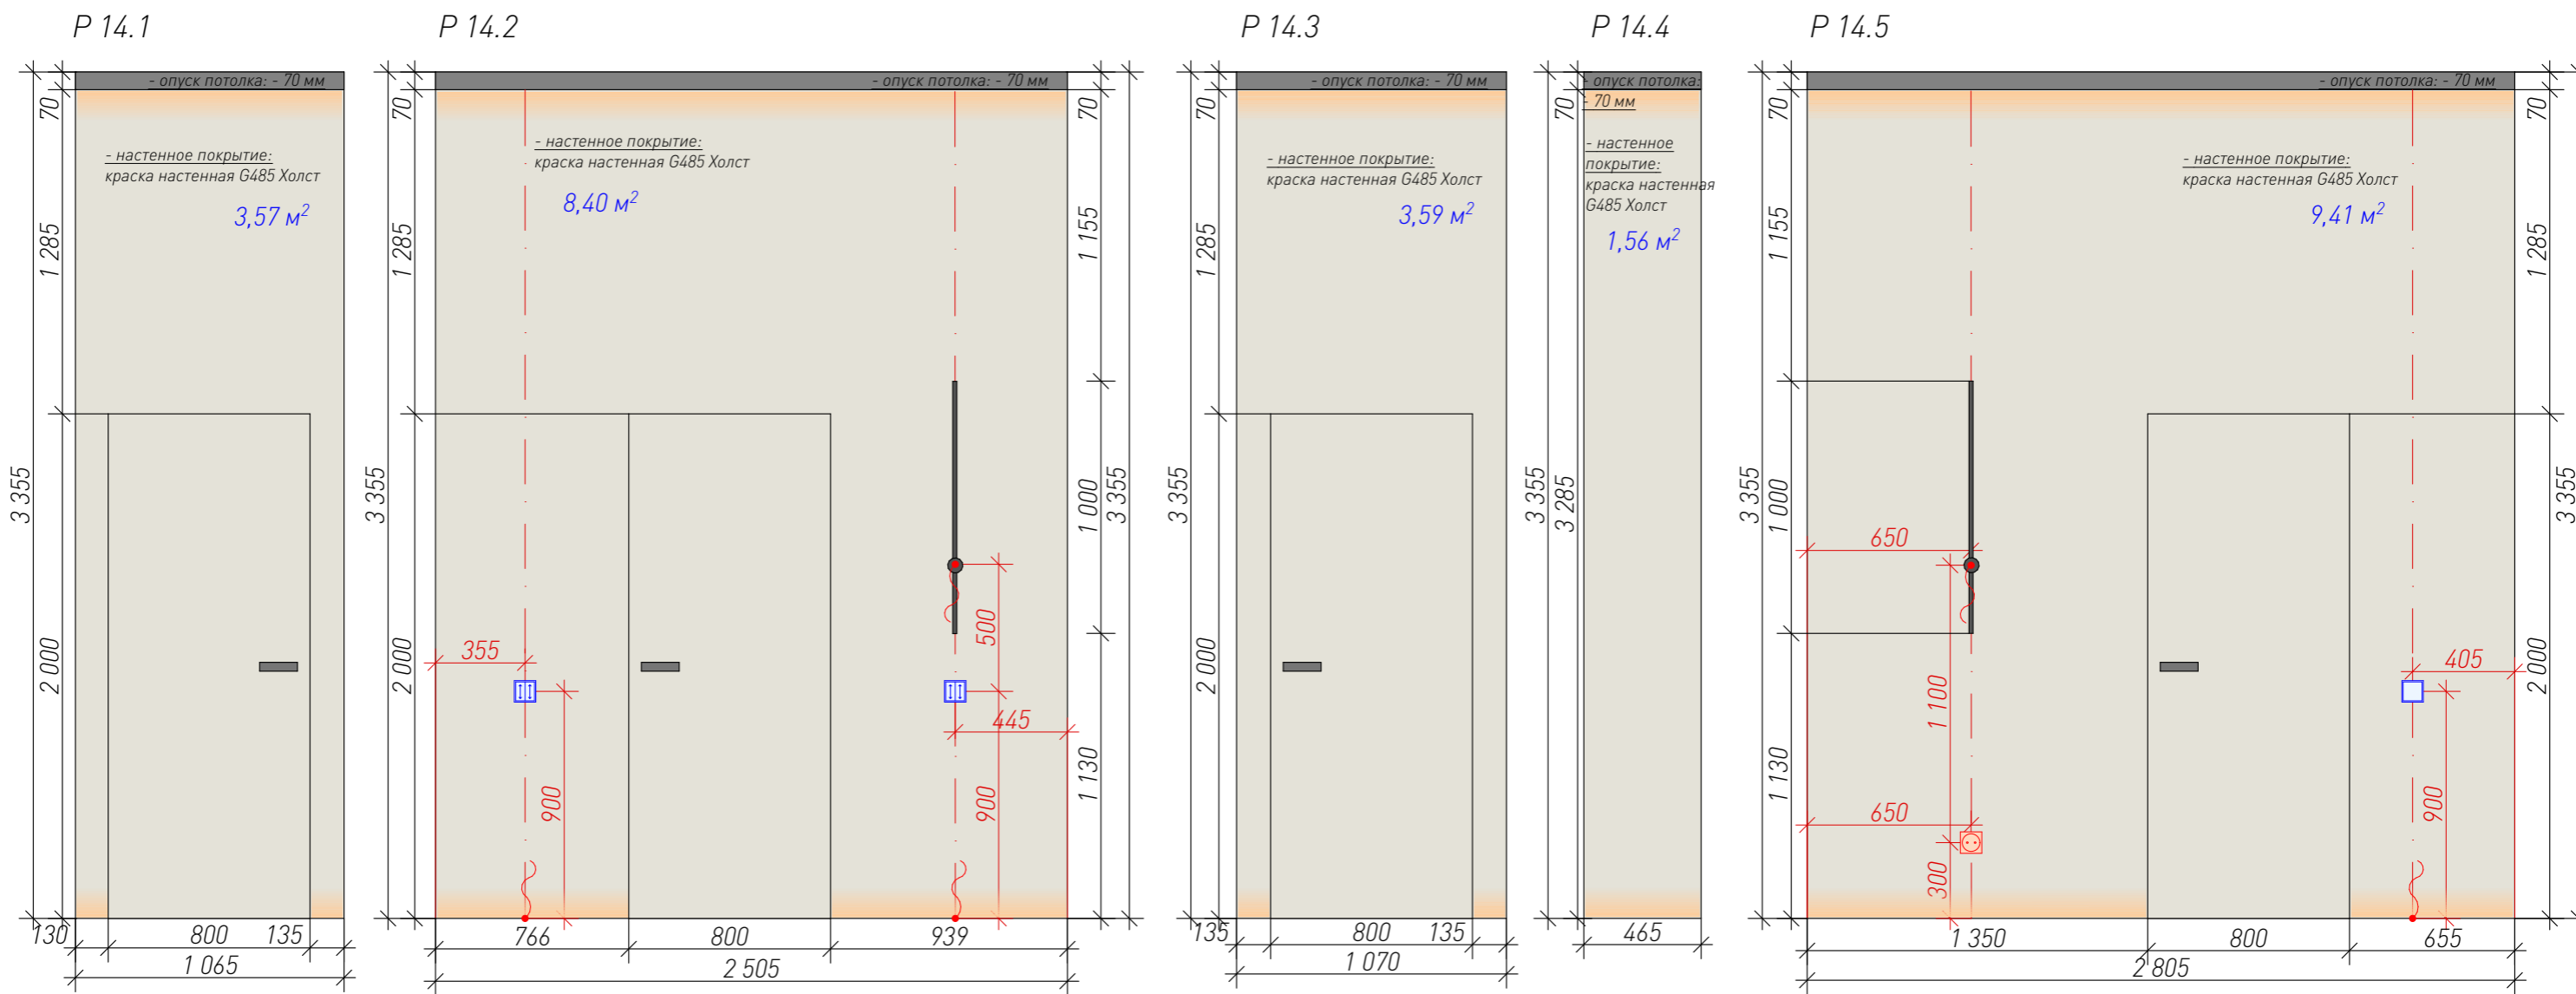 P 14.1
- опуск потолка: - 70 мм
- настенное покрытие:
краска настенная G485 Холст
3,57 м²
3 355
70
1 285
2 000
130
800
135
1 065
P 14.2
- опуск потолка: - 70 мм
- настенное покрытие:
краска настенная G485 Холст
8,40 м²
3 355
70
1 285
2 000
355
900
500
445
900
70
1 155
1 000
1 130
3 355
766
800
939
2 505
P 14.3
- опуск потолка: - 70 мм
- настенное покрытие:
краска настенная G485 Холст
3,59 м²
3 355
70
1 285
2 000
135
800
135
1 070
P 14.4
- опуск потолка:
- 70 мм
- настенное
покрытие:
краска настенная
G485 Холст
1,56 м²
3 355
70
3 285
465
P 14.5
- опуск потолка: - 70 мм
- настенное покрытие:
краска настенная G485 Холст
9,41 м²
3 355
70
1 155
1 000
1 130
650
1 100
650
300
405
900
70
1 285
2 000
3 355
1 350
800
655
2 805